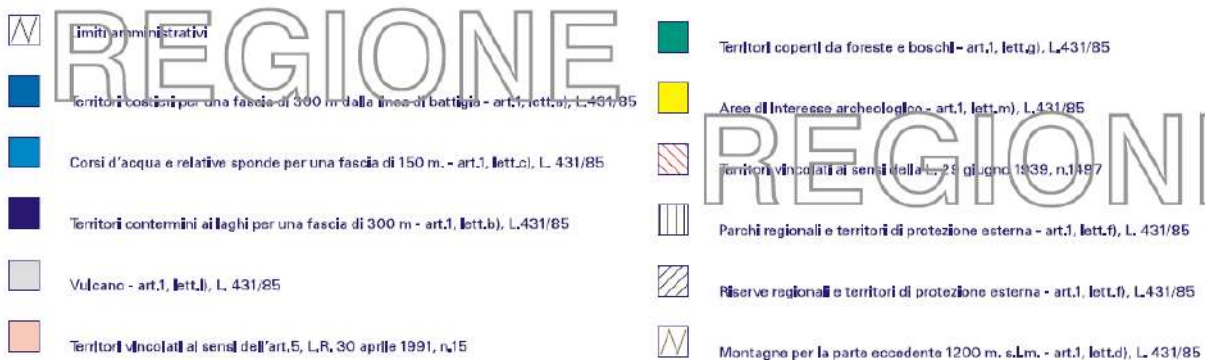 REGIONE
Limiti amministrativi
Territori costieri per una fascia di 300 m dalla linea di battigia - art.1, lett.a), L.431/85
Corsi d'acqua e relative sponde per una fascia di 150 m. - art.1, lett.c), L. 431/85
Territori contermini ai laghi per una fascia di 300 m - art.1, lett.b), L.431/85
Vulcano - art.1, lett.l), L. 431/85
Territori vincolati ai sensi dell'art.5, L.R. 30 aprile 1991, n.15
Territori coperti da foreste e boschi - art.1, lett.g), L.431/85
Aree di interesse archeologico - art.1, lett.m), L.431/85
REGION
Territori vincolati ai sensi della L. 29 giugno 1939, n.1497
Parchi regionali e territori di protezione esterna - art.1, lett.f), L. 431/85
Riserve regionali e territori di protezione esterna - art.1, lett.f), L.431/85
Montagne per la parte eccedente 1200 m. s.l.m. - art.1, lett.d), L. 431/85